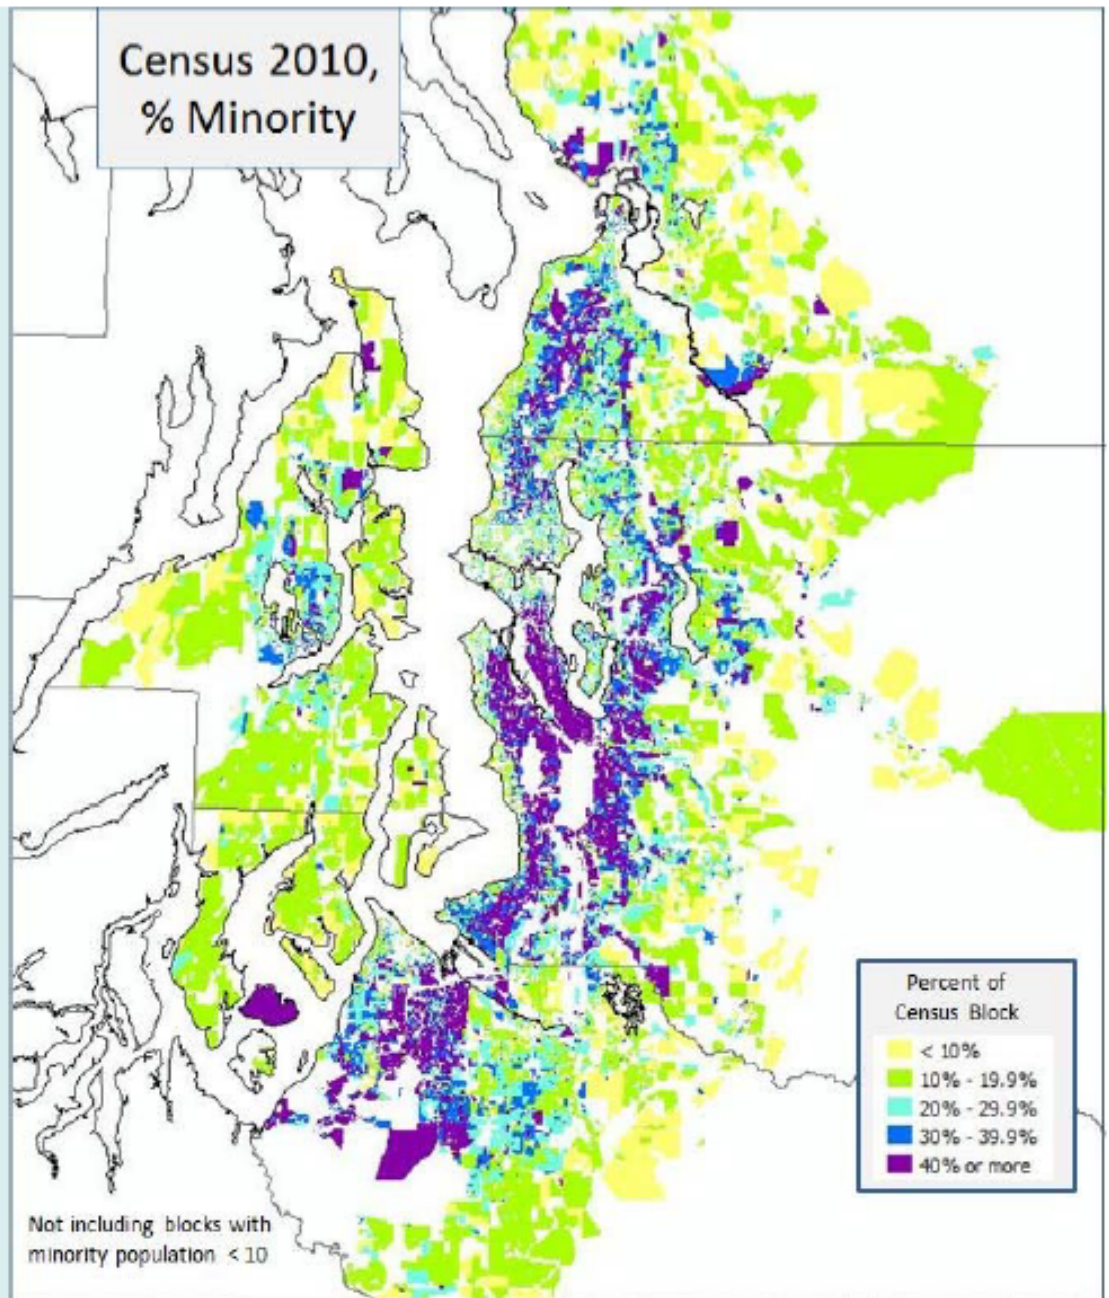 Census 2010,
% Minority
Percent of
Census Block
< 10%
10% - 19.9%
20% - 29.9%
30% - 39.9%
40% or more
Not including blocks with
minority population < 10